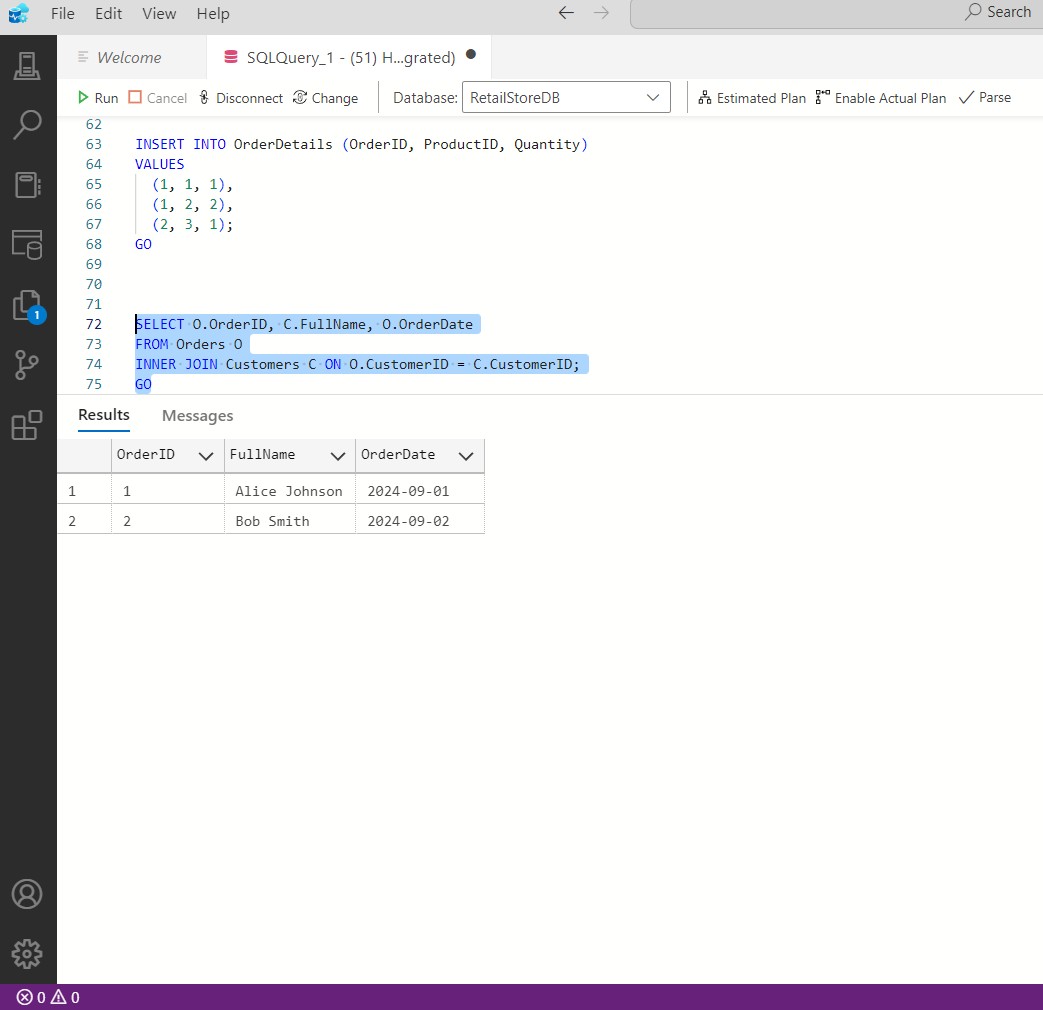 File Edit View Help Search
Welcome SQLQuery_1 - (51) H...grated)
Run Cancel Disconnect Change Database: RetailStoreDB Estimated Plan Enable Actual Plan Parse
62
63 INSERT INTO OrderDetails (OrderID, ProductID, Quantity)
64 VALUES
65 (1, 1, 1),
66 (1, 2, 2),
67 (2, 3, 1);
68 GO
69
70
71
72 SELECT O.OrderID, C.FullName, O.OrderDate
73 FROM Orders O
74 INNER JOIN Customers C ON O.CustomerID = C.CustomerID;
75 GO
1
Results Messages
OrderID FullName OrderDate
1 1 Alice Johnson 2024-09-01
2 2 Bob Smith 2024-09-02
0 0